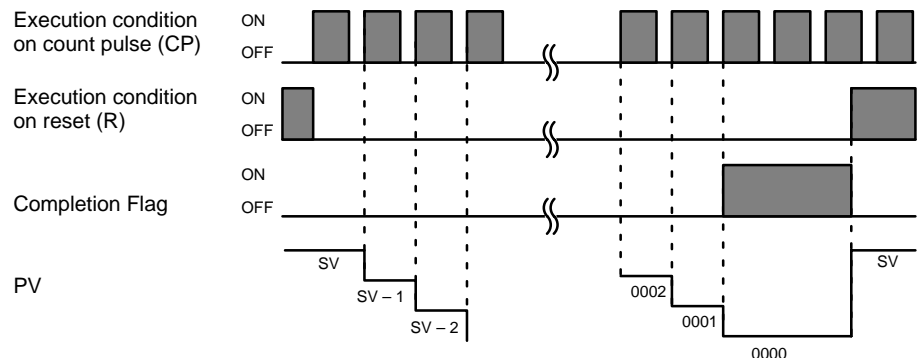 Execution condition
on count pulse (CP)
ON
OFF
Execution condition
on reset (R)
ON
OFF
Completion Flag
ON
OFF
PV
SV
SV – 1
SV – 2
0002
0001
0000
SV